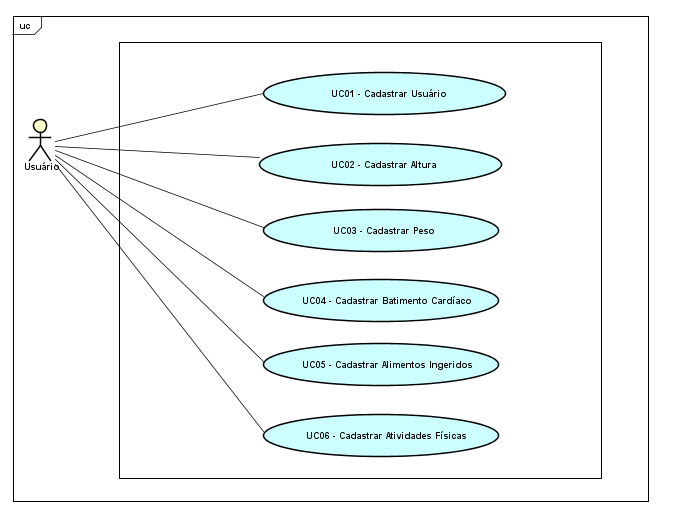 uc
UC01 - Cadastrar Usuário
Usuário
UC02 - Cadastrar Altura
UC03 - Cadastrar Peso
UC04 - Cadastrar Batimento Cardíaco
UC05 - Cadastrar Alimentos Ingeridos
UC06 - Cadastrar Atividades Físicas